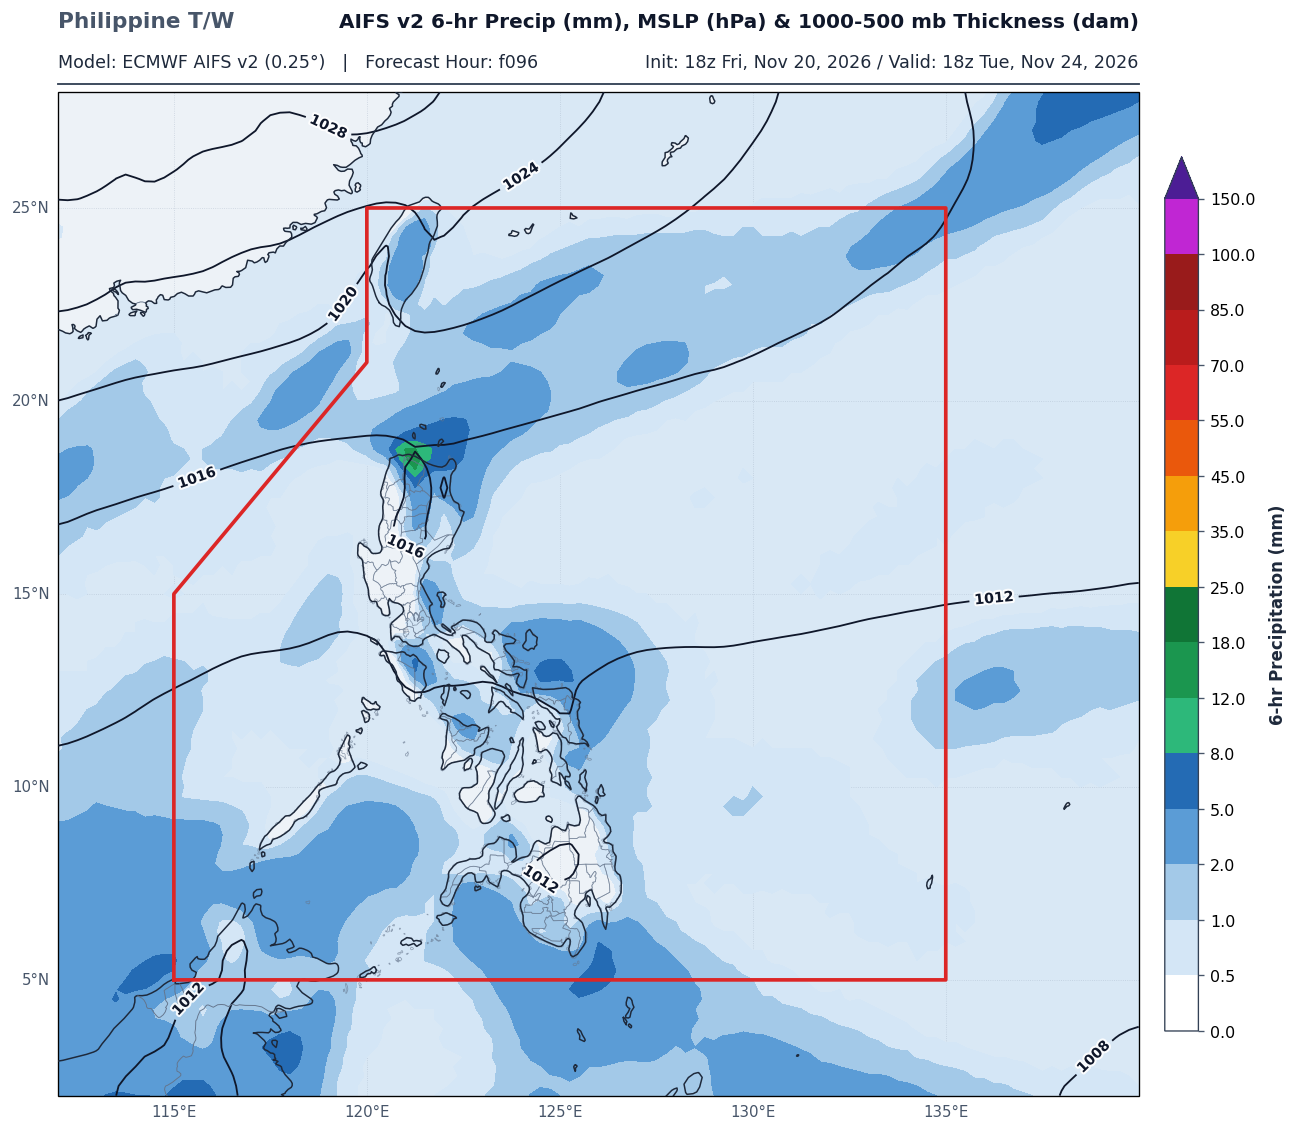 Philippine T/W
AIFS v2 6-hr Precip (mm), MSLP (hPa) & 1000-500 mb Thickness (dam)
Model: ECMWF AIFS v2 (0.25°) | Forecast Hour: f096
Init: 18z Fri, Nov 20, 2026 / Valid: 18z Tue, Nov 24, 2026
1028
1024
1020
1016
1016
1012
1012
1012
1008
25°N
20°N
15°N
10°N
5°N
115°E
120°E
125°E
130°E
135°E
150.0
100.0
85.0
70.0
55.0
45.0
35.0
25.0
18.0
12.0
8.0
5.0
2.0
1.0
0.5
0.0
6-hr Precipitation (mm)